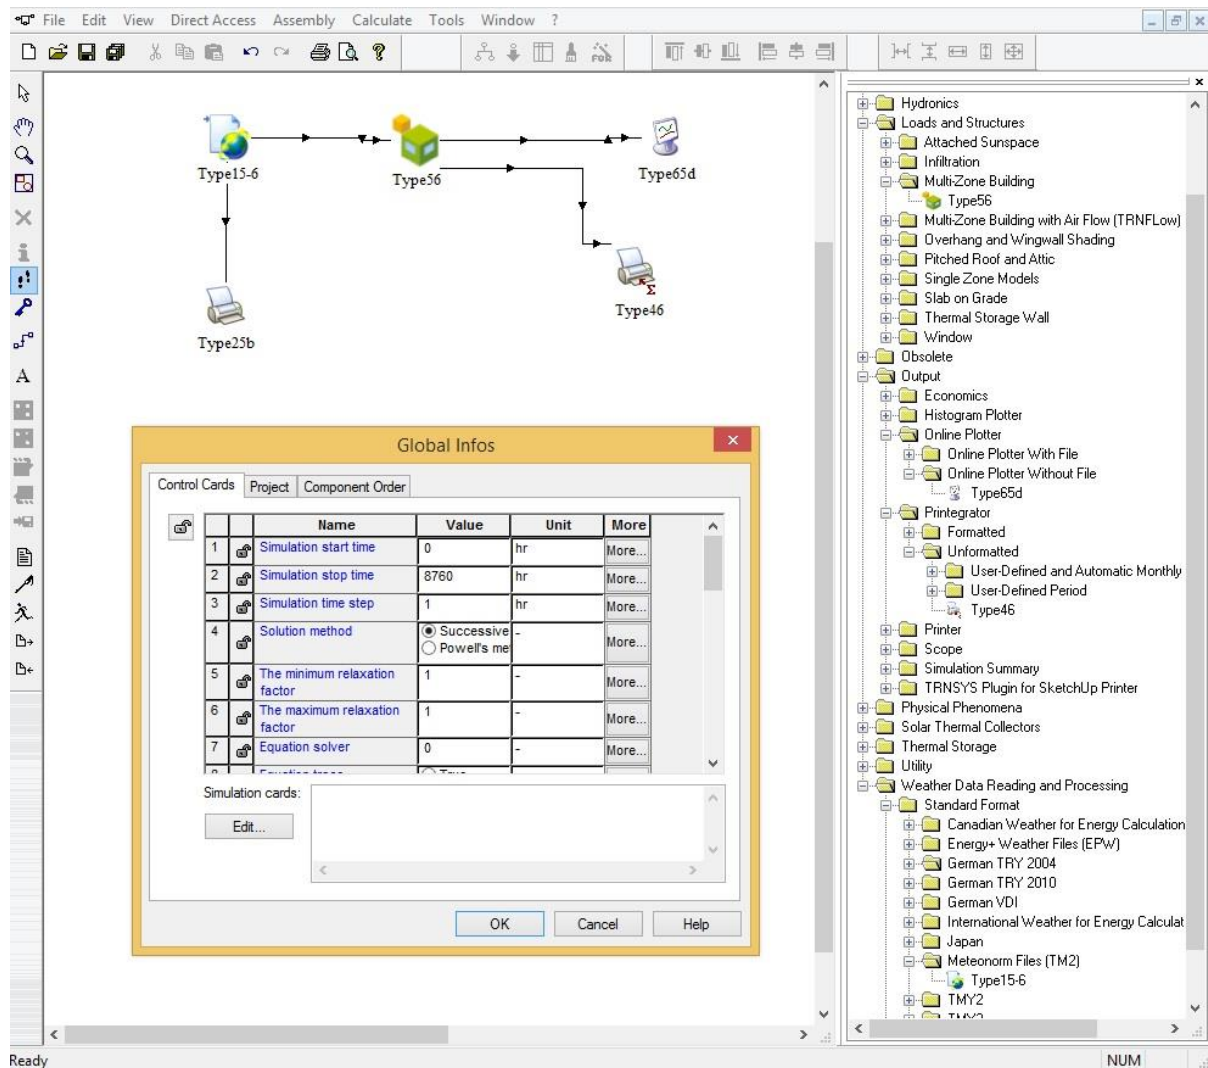 File Edit View Direct Access Assembly Calculate Tools Window ?
FOR
Type15-6
Type56
Type65d
Type46
Type25b
A
Global Infos
Control Cards Project Component Order
Name Value Unit More
1 Simulation start time 0 hr More...
2 Simulation stop time 8760 hr More...
3 Simulation time step 1 hr More...
4 Solution method Successive - More...
Powell's me
5 The minimum relaxation 1 - More...
factor
6 The maximum relaxation 1 - More...
factor
7 Equation solver 0 - More...
Simulation cards:
Edit...
OK Cancel Help
Hydronics
Loads and Structures
Attached Sunspace
Infiltration
Multi-Zone Building
Type56
Multi-Zone Building with Air Flow (TRNFLow)
Overhang and Wingwall Shading
Pitched Roof and Attic
Single Zone Models
Slab on Grade
Thermal Storage Wall
Window
Obsolete
Output
Economics
Histogram Plotter
Online Plotter
Online Plotter With File
Online Plotter Without File
Type65d
Printegrator
Formatted
Unformatted
User-Defined and Automatic Monthly
User-Defined Period
Type46
Printer
Scope
Simulation Summary
TRNSYS Plugin for SketchUp Printer
Physical Phenomena
Solar Thermal Collectors
Thermal Storage
Utility
Weather Data Reading and Processing
Standard Format
Canadian Weather for Energy Calculation
Energy+ Weather Files (EPW)
German TRY 2004
German TRY 2010
German VDI
International Weather for Energy Calculat
Japan
Meteonorm Files (TM2)
Type15-6
TMY2
Ready NUM